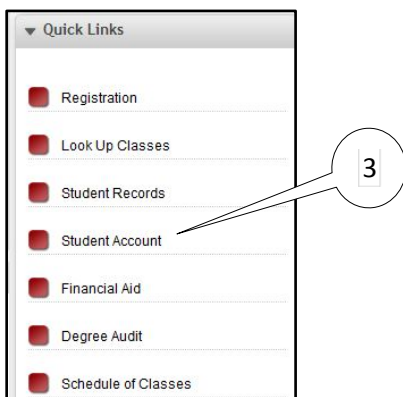 Quick Links
Registration
Look Up Classes
Student Records
Student Account
3
Financial Aid
Degree Audit
Schedule of Classes